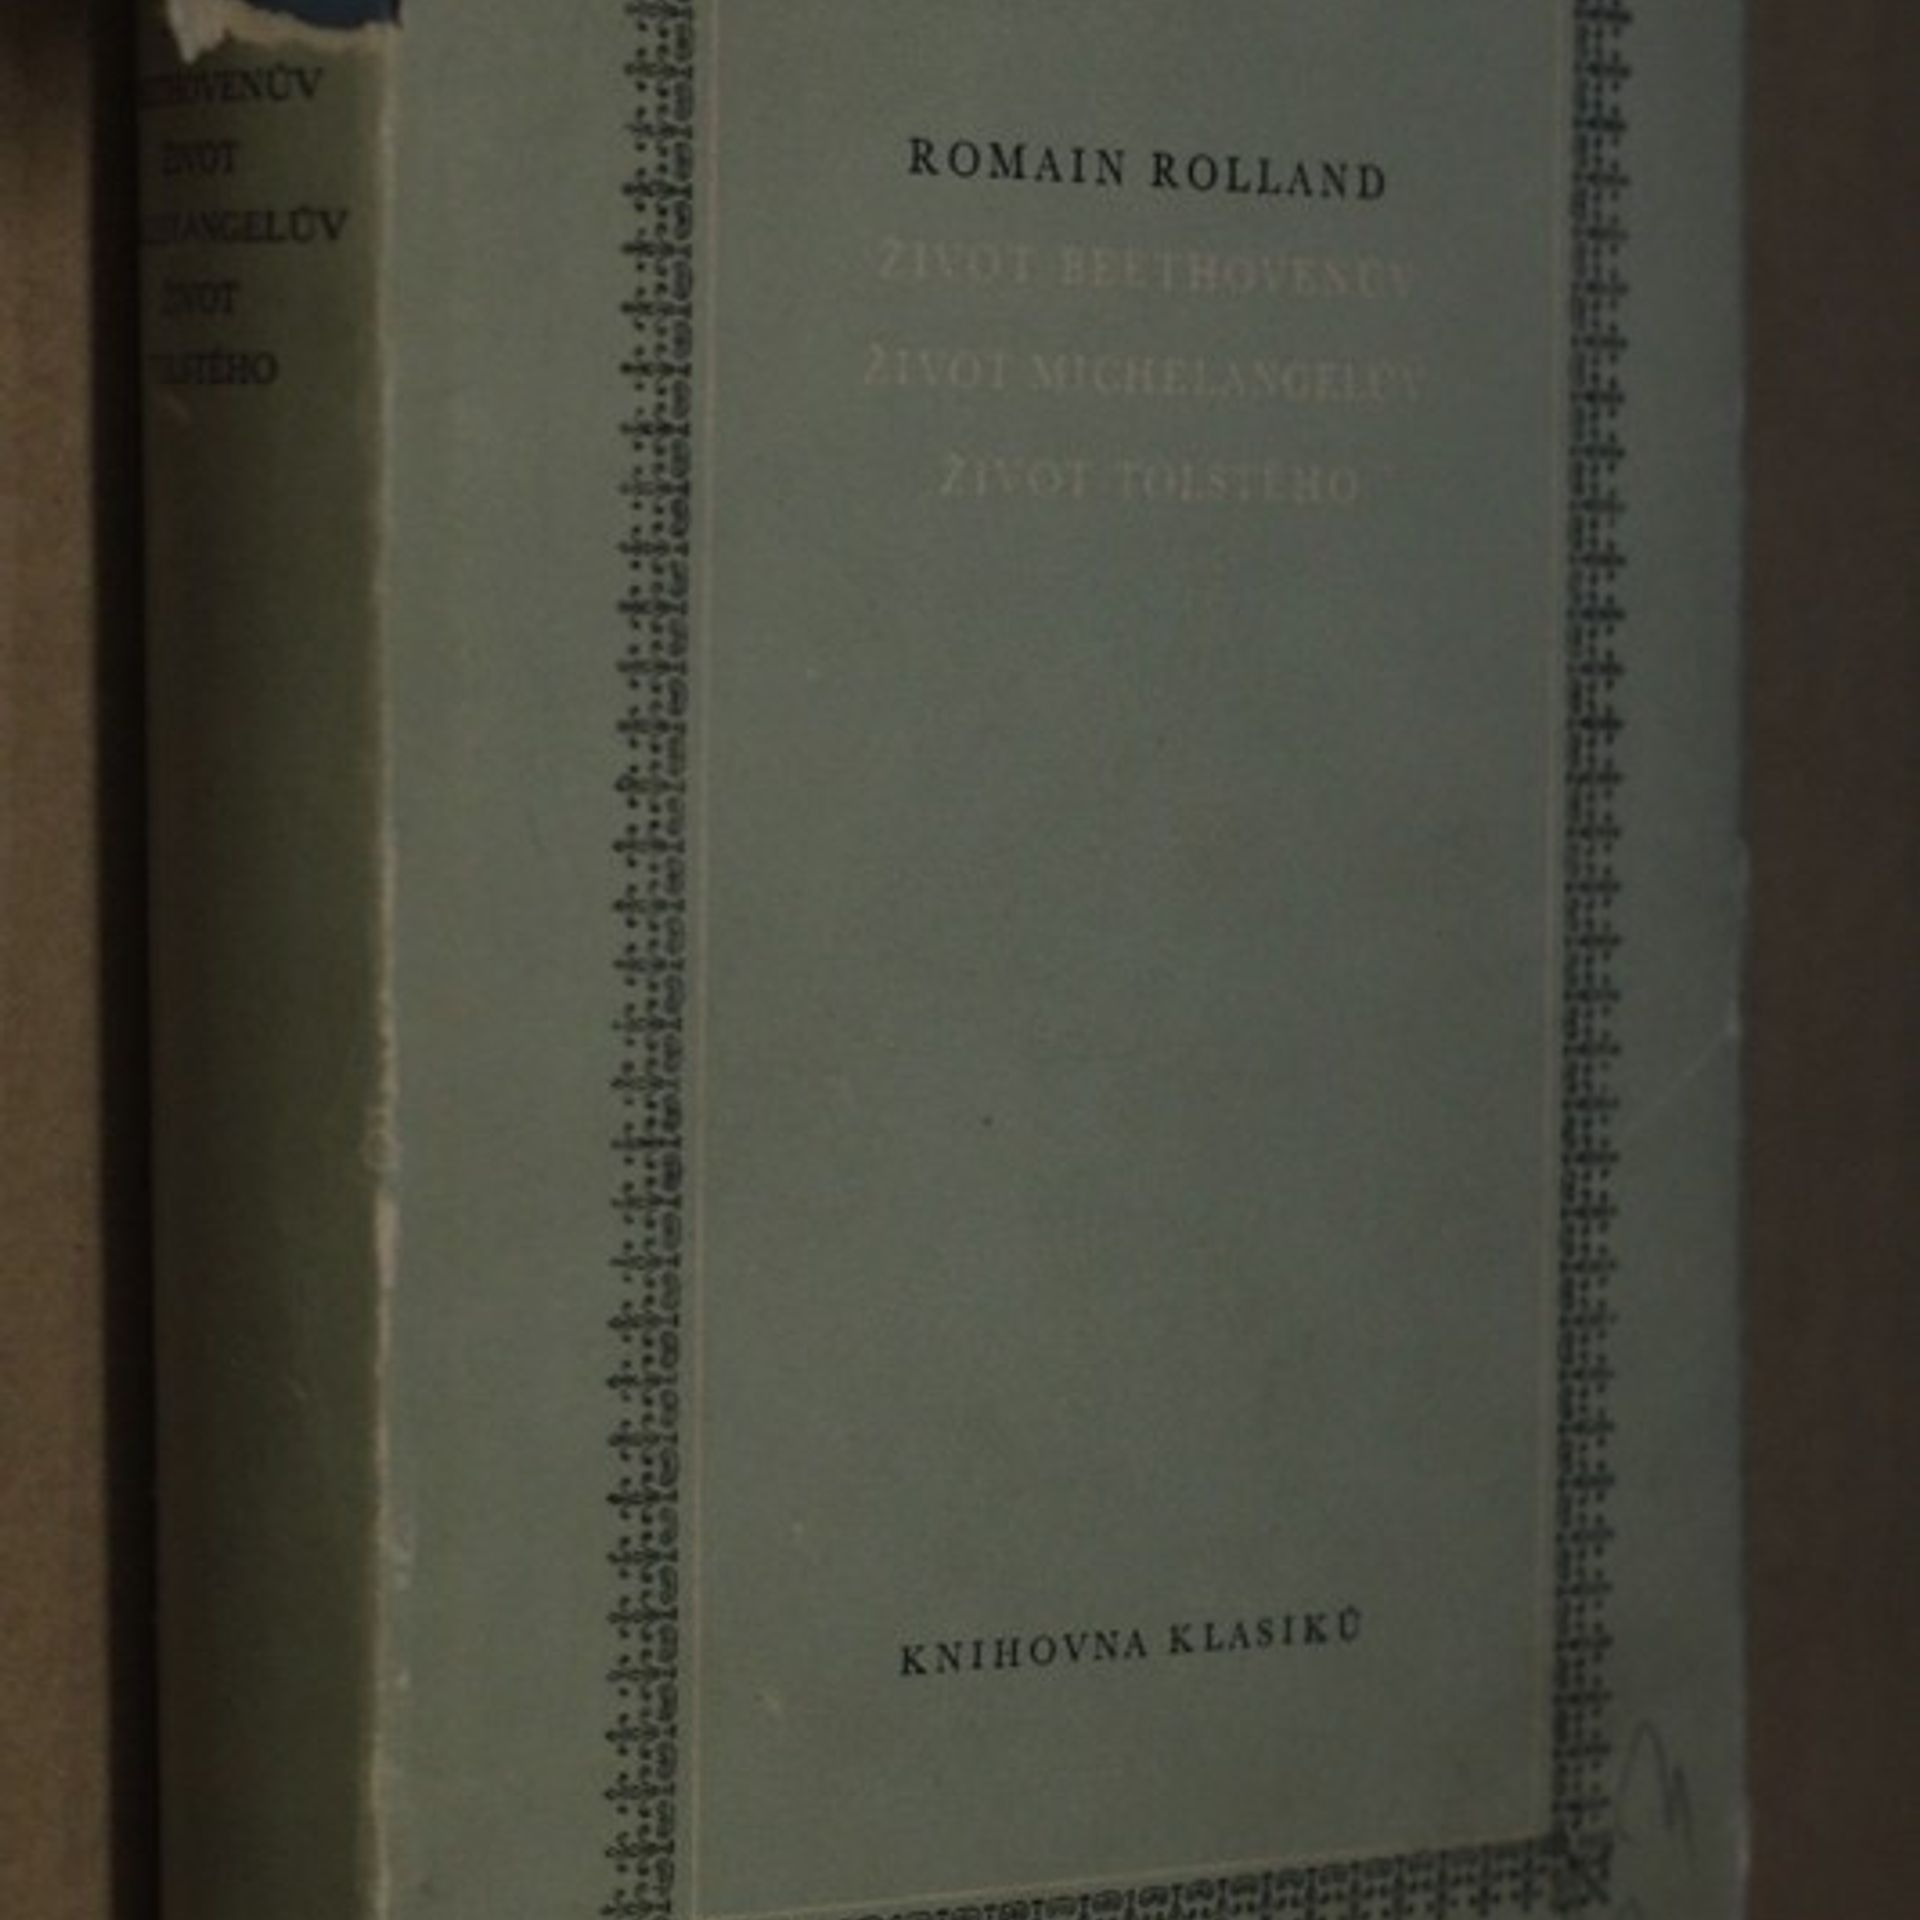 ŽIVOT
ŽIVOT
ROMAIN ROLLAND
ŽIVOT BEETHOVENŮV
ŽIVOT MICHELANGELŮV
ŽIVOT TOLSTÉHO
KNIHOVNA KLASIKŮ